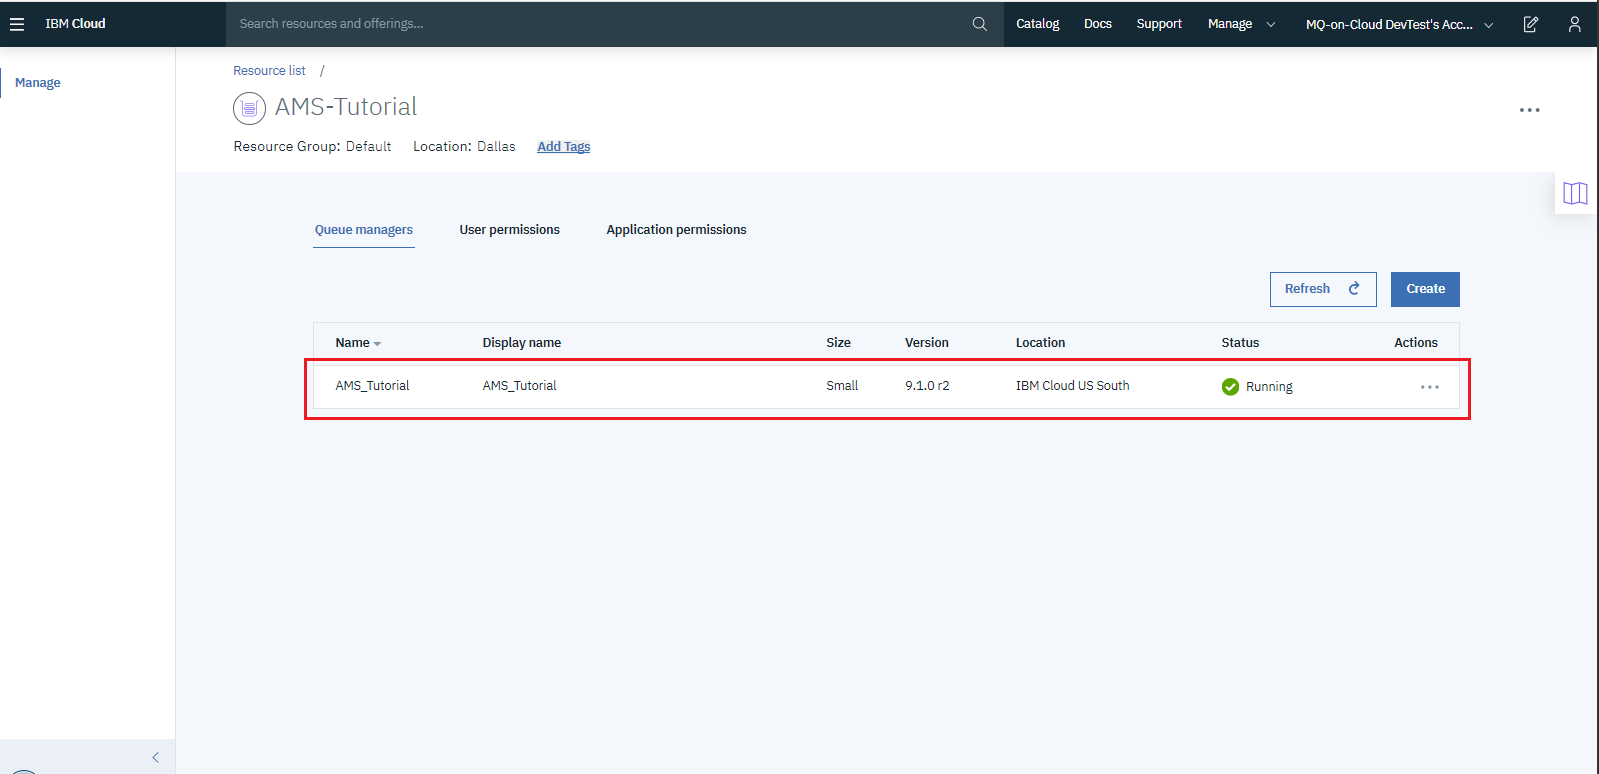 IBM Cloud Search resources and offerings... Catalog Docs Support Manage MQ-on-Cloud DevTest's Acc...
Manage
Resource list /
AMS-Tutorial
Resource Group: Default Location: Dallas Add Tags
Queue managers User permissions Application permissions
Refresh Create
Name Display name Size Version Location Status Actions
AMS_Tutorial AMS_Tutorial Small 9.1.0 r2 IBM Cloud US South Running